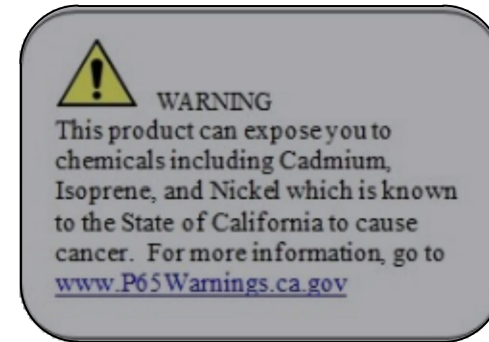 WARNING
This product can expose you to
chemicals including Cadmium,
Isoprene, and Nickel which is known
to the State of California to cause
cancer. For more information, go to
www.P65Warnings.ca.gov